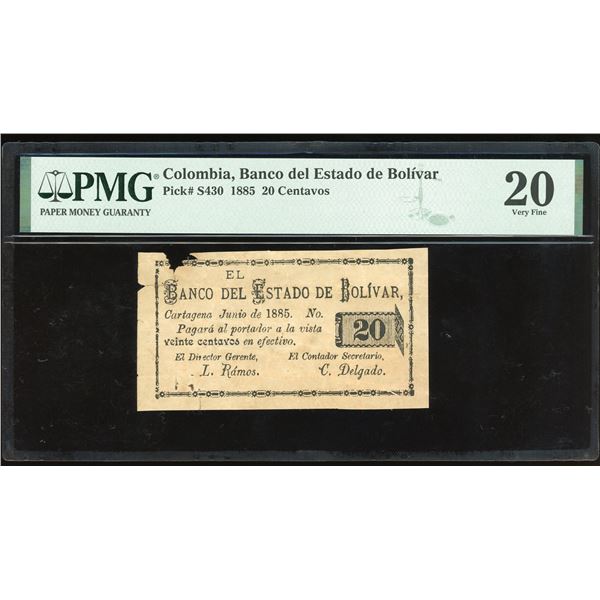 PMG®
PAPER MONEY GUARANTY
Colombia, Banco del Estado de Bolívar
Pick# S430 1885 20 Centavos
20
Very Fine
EL
BANCO DEL ESTADO DE BOLÍVAR,
Cartagena Junio de 1885. No.
Pagará al portador a la vista
veinte centavos en efectivo.
20
El Director Gerente, El Contador Secretario,
L. Rámos. C. Delgado.